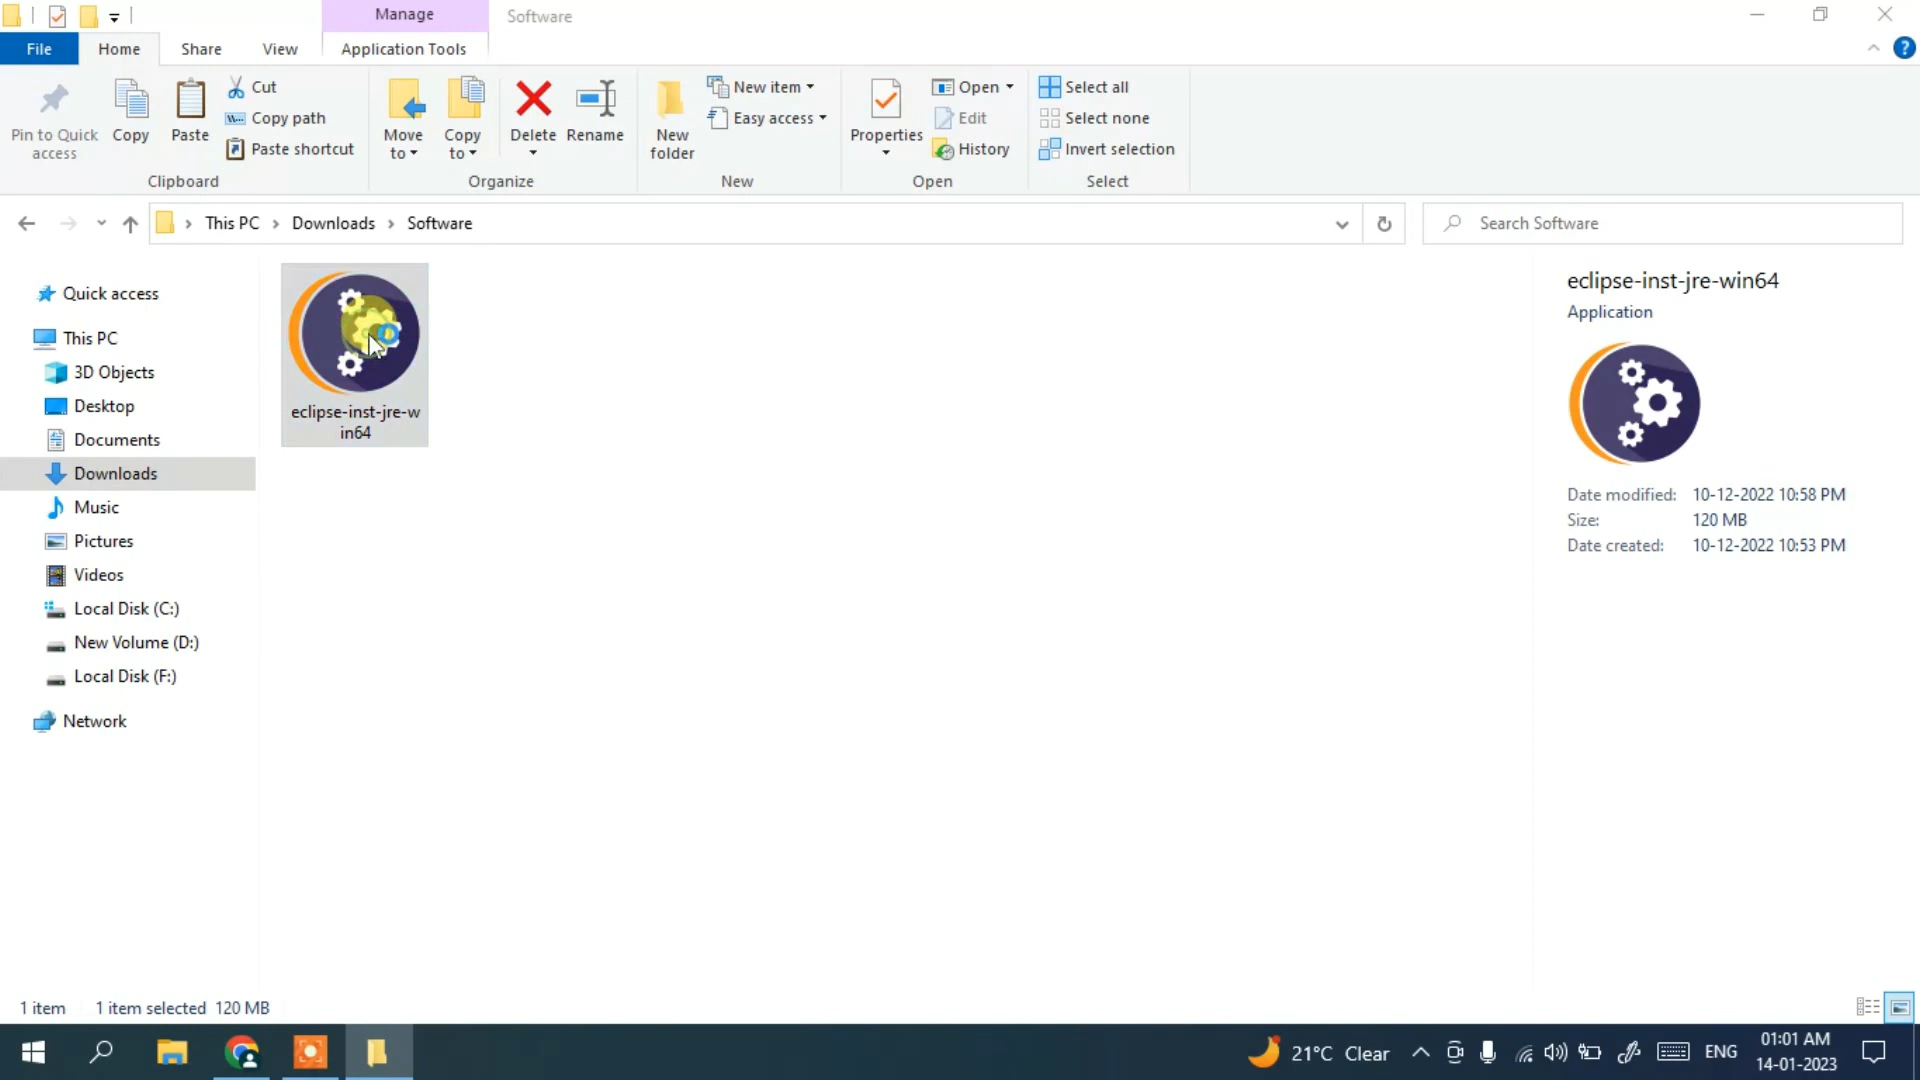 Manage
Software
File
Home
Share
View
Application Tools
Pin to Quick
access
Copy
Paste
Cut
Copy path
Paste shortcut
Clipboard
Move
to
Copy
to
Delete
Rename
Organize
New
folder
New item
Easy access
New
Properties
Open
Edit
History
Open
Select all
Select none
Invert selection
Select
This PC > Downloads > Software
Search Software
Quick access
This PC
3D Objects
Desktop
Documents
Downloads
Music
Pictures
Videos
Local Disk (C:)
New Volume (D:)
Local Disk (F:)
Network
eclipse-inst-jre-w
in64
eclipse-inst-jre-win64
Application
Date modified: 10-12-2022 10:58 PM
Size: 120 MB
Date created: 10-12-2022 10:53 PM
1 item 1 item selected 120 MB
21°C Clear
ENG
01:01 AM
14-01-2023